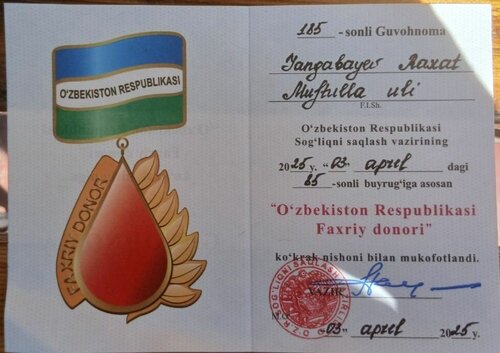 O‘ZBEKISTON RESPUBLIKASI
FAXRIY DONOR
185 -sonli Guvohnoma
Jangabayev Raxat
Muftilla uli
F.I.Sh.
O‘zbekiston Respublikasi
Sog‘liqni saqlash vazirining
2025 y. "03" aprel dagi
85 -sonli buyrug‘iga asosan
"O‘zbekiston Respublikasi
Faxriy donori"
ko‘krak nishoni bilan mukofotlandi.
VAZIR
"03" aprel 2025 y.